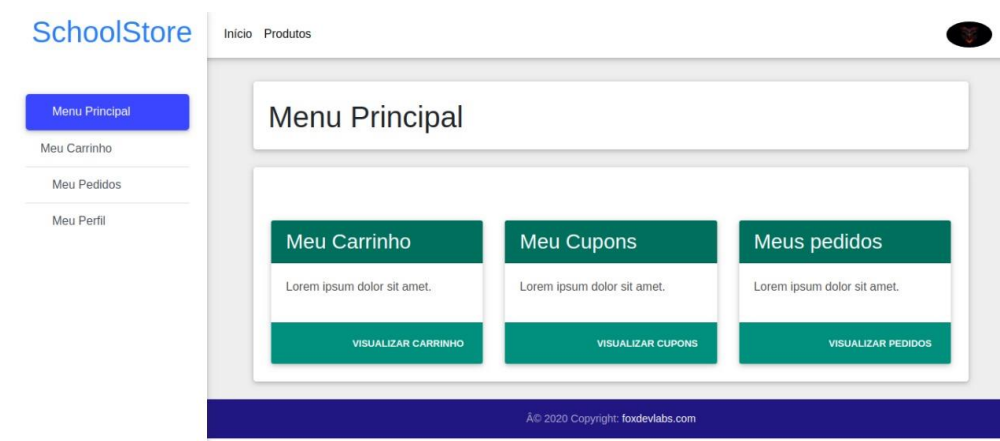 SchoolStore
Início Produtos
Menu Principal
Meu Carrinho
Meu Pedidos
Meu Perfil
Menu Principal
Meu Carrinho
Lorem ipsum dolor sit amet.
VISUALIZAR CARRINHO
Meu Cupons
Lorem ipsum dolor sit amet.
VISUALIZAR CUPONS
Meus pedidos
Lorem ipsum dolor sit amet.
VISUALIZAR PEDIDOS
Â© 2020 Copyright: foxdevlabs.com